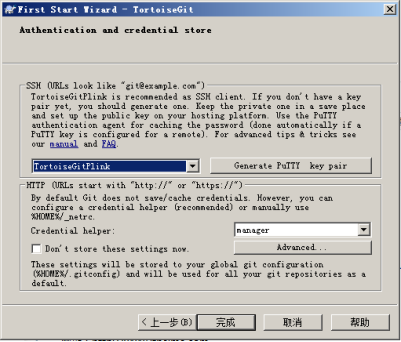 First Start Wizard - TortoiseGit
Authentication and credential store
SSH (URLs look like "git@example.com")
TortoiseGitPlink is recommended as SSH client. If you don't have a key
pair yet, you should generate one. Keep the private one in a save place
and set up the public key on your hosting platform. Use the PuTTY
authentication agent for caching the password (done automatically if a
PuTTY key is configured for a remote). For advanced tips & tricks see
our manual and FAQ.
TortoiseGitPlink
Generate PuTTY key pair
HTTP (URLs start with "http://" or "https://")
By default Git does not save/cache credentials. However, you can
configure a credential helper (recommended) or manually use
%HOME%/_netrc.
Credential helper:
manager
Don't store these settings now.
Advanced...
These settings will be stored to your global git configuration
(%HOME%/.gitconfig) and will be used for all your git repositories as a
default.
< 上一步(B)
完成
取消
帮助